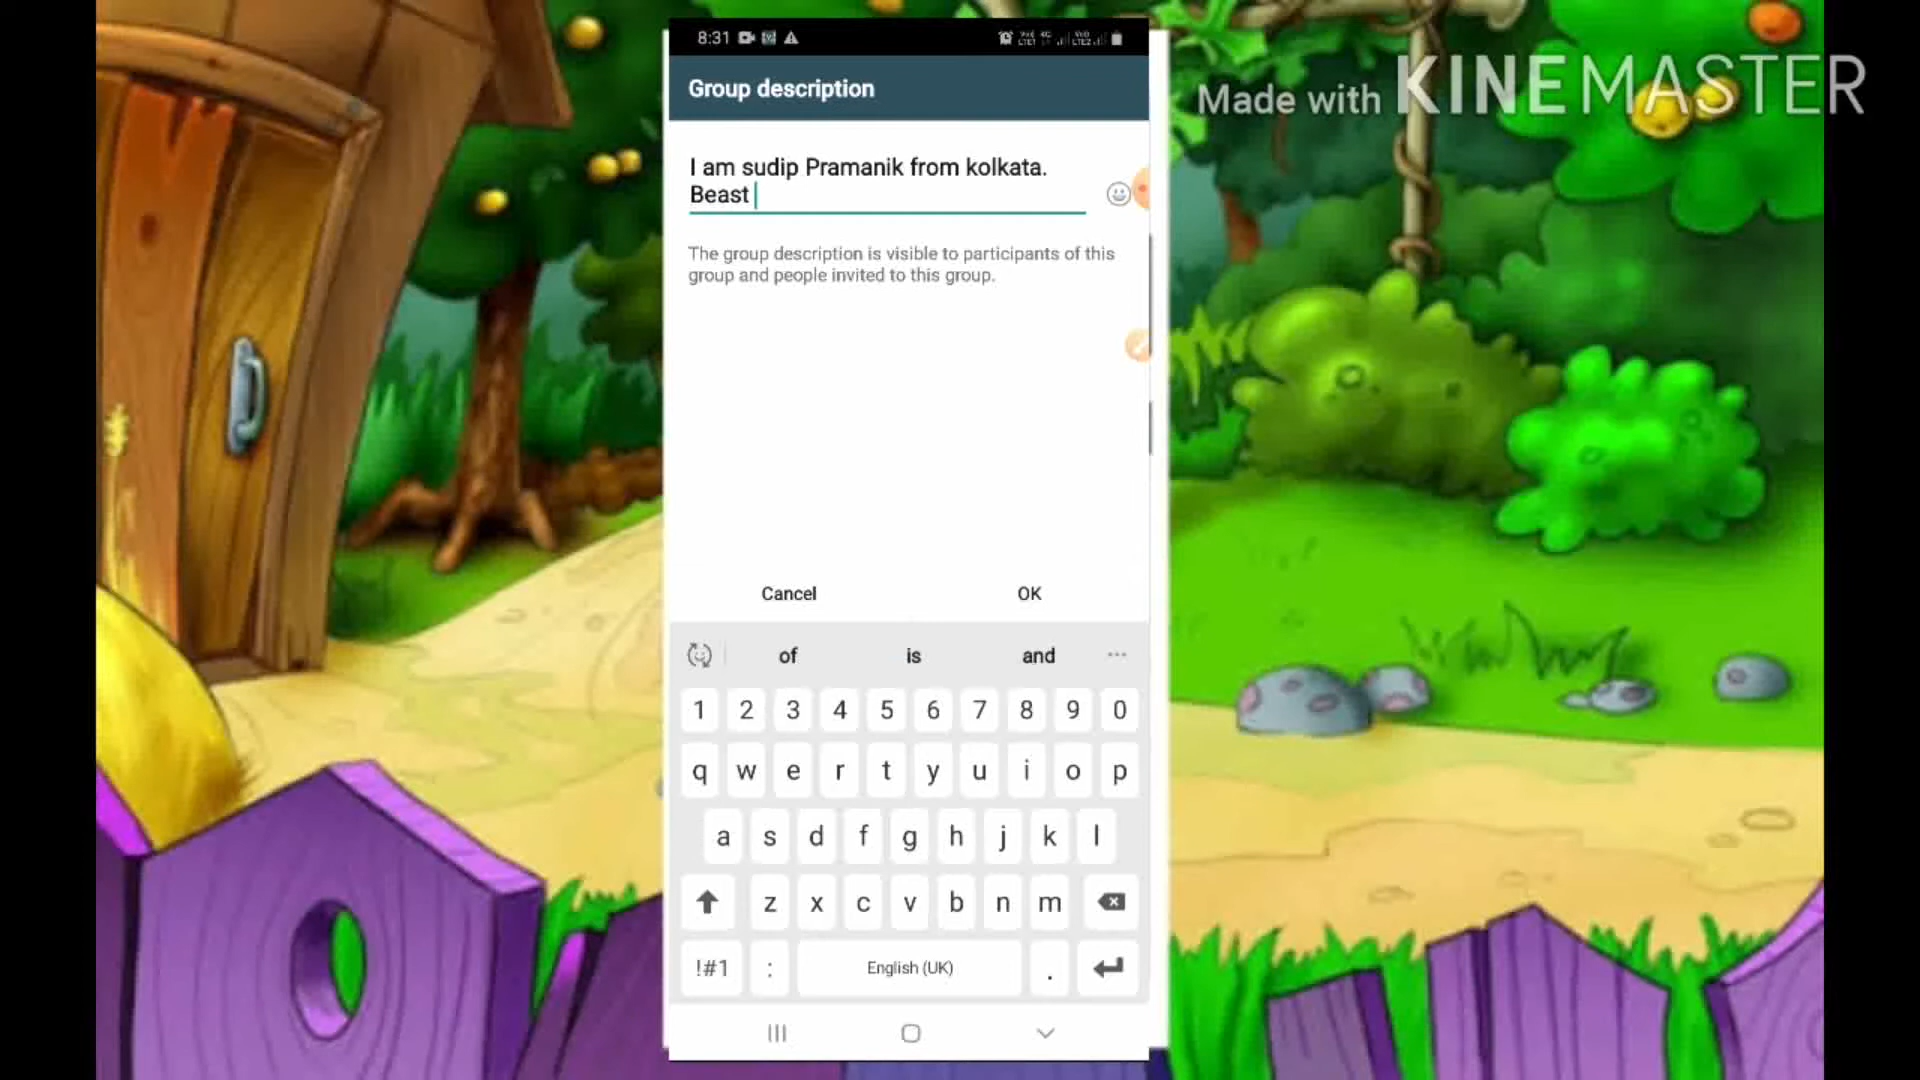 8:31
Made with KINEMASTER
Group description
I am sudip Pramanik from kolkata.
Beast
The group description is visible to participants of this
group and people invited to this group.
Cancel OK
of is and
1 2 3 4 5 6 7 8 9 0
q w e r t y u i o p
a s d f g h j k l
z x c v b n m
!#1 : English (UK) .